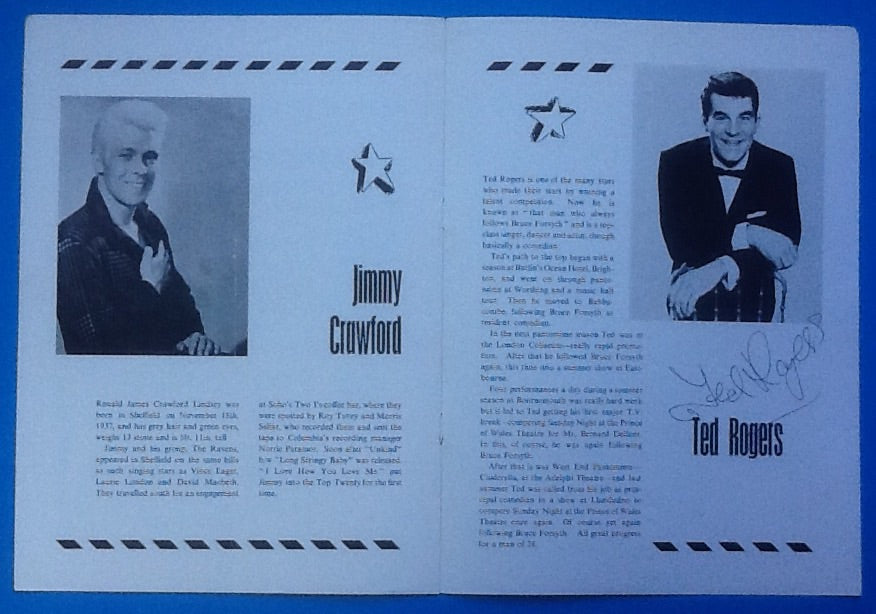 Jimmy
Crawford
Ronald James Crawford Lindsey was
born in Sheffield on November 18th,
1937, and has grey hair and green eyes,
weighs 13 stone and is 5ft. 11in. tall
Jimmy and his group, The Ravens,
appeared in Sheffield on the same bills
as such singing stars as Vince Eager,
Laurie London and David Macbeth.
They travelled south for an engagement
at Soho's Two I's coffee bar, where they
were spotted by Ray Tuney and Morris
Sellar, who recorded them and sent the
tape to Columbia's recording manager
Norrie Paramor. Soon after "Unkind"
b/w "Long Stringy Baby" was released.
"I Love How You Love Me" put
Jimmy into the Top Twenty for the first
time.
Ted Rogers is one of the many stars
who made their start by winning a
talent competition. Now he is
known as "that man who always
follows Bruce Forsyth" and is a top-
class singer, dancer and actor, though
basically a comedian.
Ted's path to the top began with a
season at Butlin's Ocean Hotel, Brigh-
ton, and went on through panto-
mime at Worthing and a music hall
tour. Then he moved to Babba-
combe, following Bruce Forsyth as
resident comedian.
In the next pantomime season Ted was at
the London Coliseum—really rapid promo-
tion. After that he followed Bruce Forsyth
again, this time into a summer show at East-
bourne.
Four performances a day during a summer
season at Bournemouth was really hard work
but it led to Ted getting his first major T.V.
break—compering Sunday Night at the Prince
of Wales Theatre for Mr. Bernard Delfont.
In this, of course, he was again following
Bruce Forsyth.
After that it was West End Pantomime—
Cinderella, at the Adelphi Theatre—and last
summer Ted was called from his job as prin-
cipal comedian in a show at Llandudno to
compere Sunday Night at the Prince of Wales
Theatre once again. Of course yet again
following Bruce Forsyth. All great progress
for a man of 26.
Ted Rogers
Ted Rogers